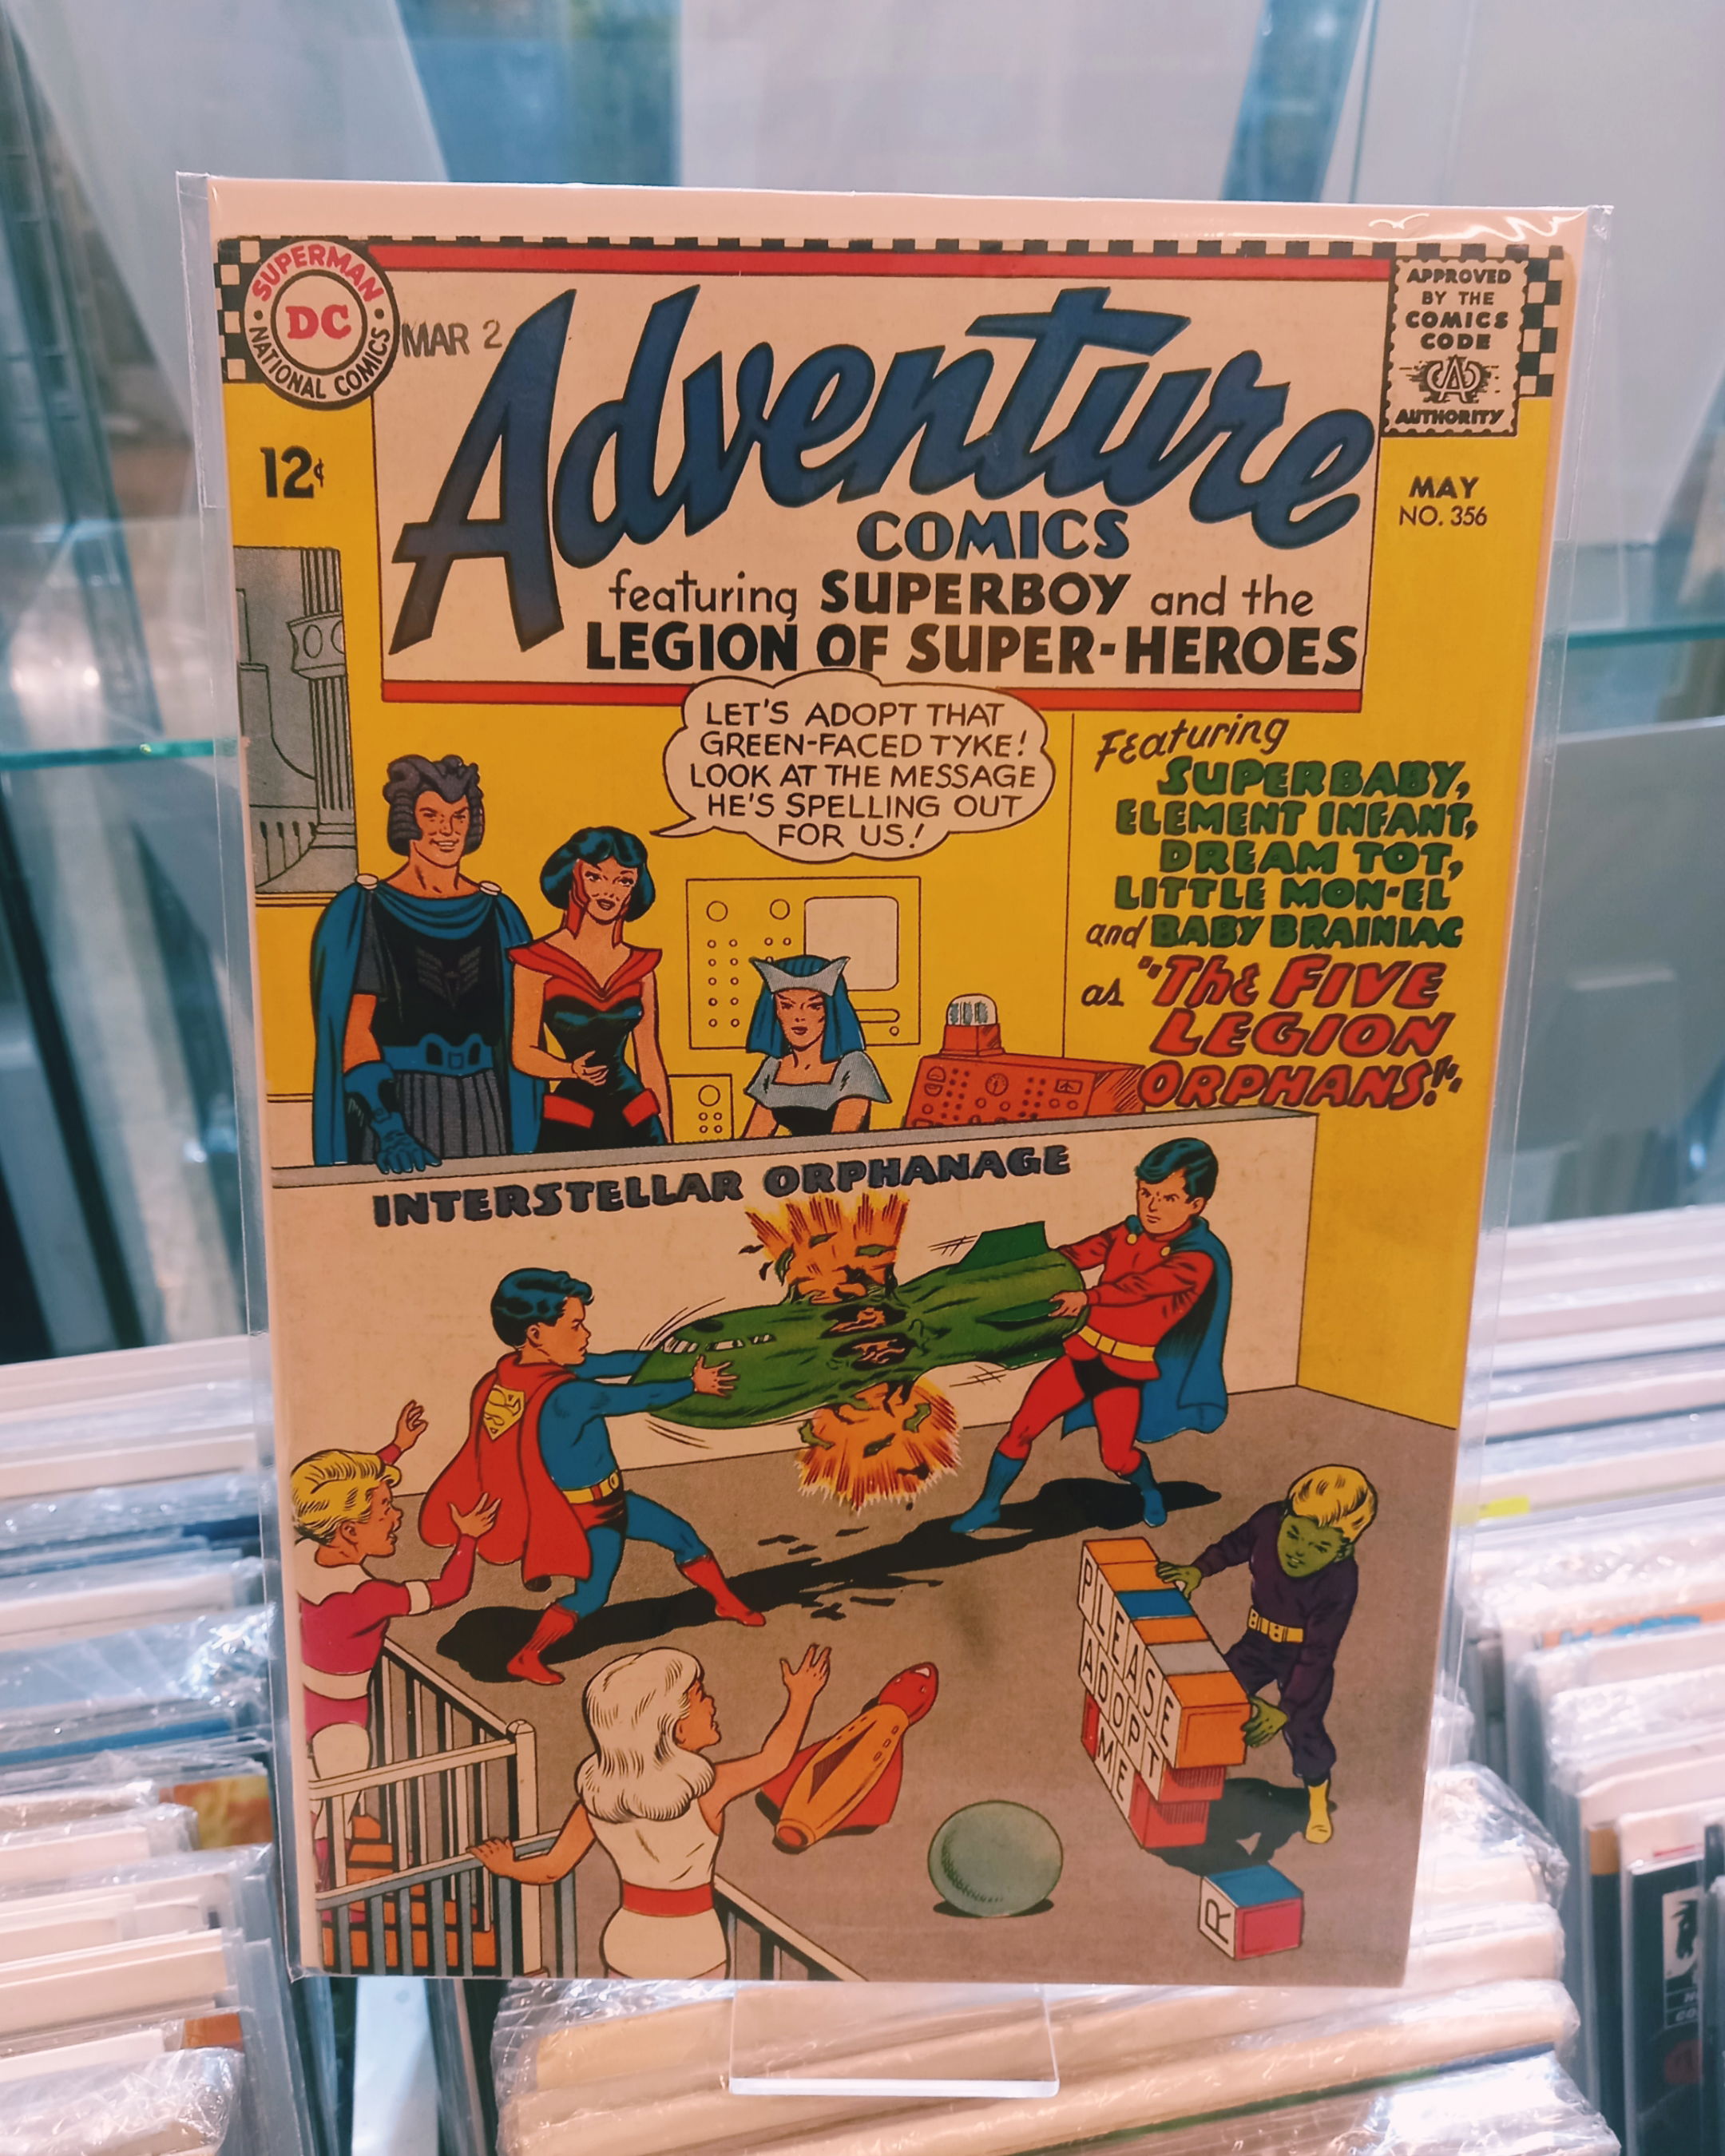 SUPERMAN
DC
NATIONAL COMICS
MAR 2
Adventure
COMICS
featuring SUPERBOY and the
LEGION OF SUPER-HEROES
APPROVED
BY THE
COMICS
CODE
CA
AUTHORITY
12¢
MAY
NO. 356
LET'S ADOPT THAT
GREEN-FACED TYKE!
LOOK AT THE MESSAGE
HE'S SPELLING OUT
FOR US!
Featuring
SUPERBABY,
ELEMENT INFANT,
DREAM TOT,
LITTLE MON-EL
and BABY BRAINIAC
as "The FIVE
LEGION
ORPHANS!"
INTERSTELLAR ORPHANAGE
S
PLEASE
ADOPT
ME
R